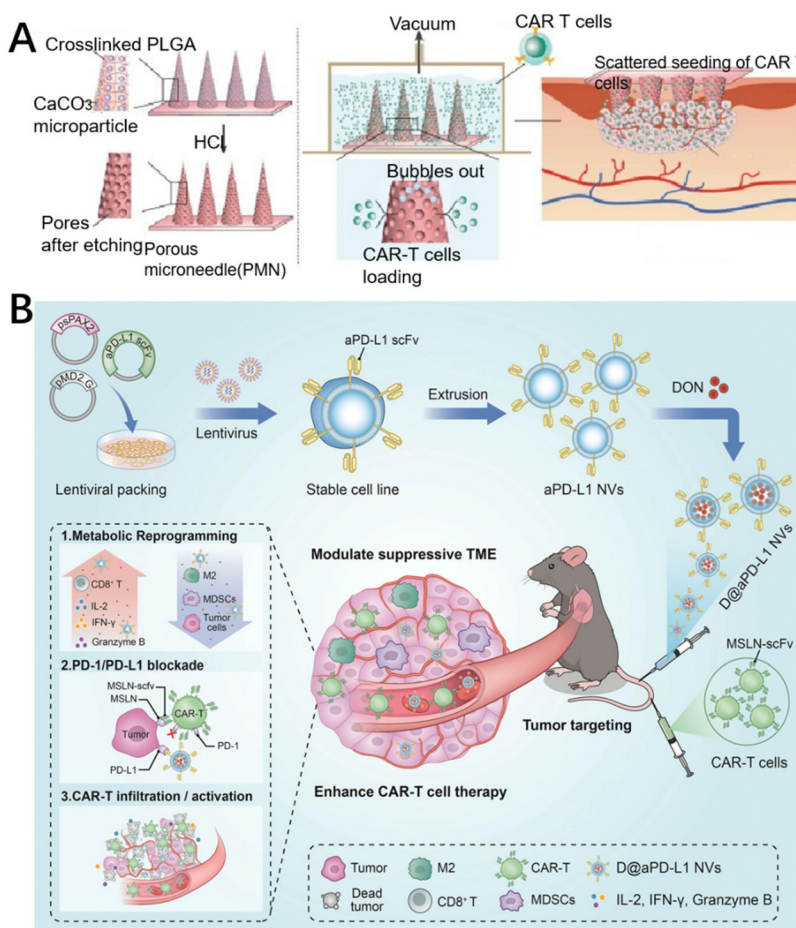 A
Crosslinked PLGA
CaCO3
microparticle
HCl
Pores
after etching
Porous
microneedle(PMN)
Vacuum
CAR T cells
Bubbles out
CAR-T cells
loading
Scattered seeding of CAR T
cells
B
psPAX2
aPD-L1 scFv
pMD2.G
Lentiviral packing
Lentivirus
aPD-L1 scFv
Stable cell line
Extrusion
aPD-L1 NVs
DON
D@aPD-L1 NVs
1.Metabolic Reprogramming
CD8⁺ T
IL-2
IFN-γ
Granzyme B
M2
MDSCs
Tumor
cells
2.PD-1/PD-L1 blockade
MSLN-scfv
MSLN
CAR-T
Tumor
PD-1
PD-L1
3.CAR-T infiltration / activation
Modulate suppressive TME
Enhance CAR-T cell therapy
Tumor targeting
MSLN-scFv
CAR-T cells
Tumor
M2
CAR-T
D@aPD-L1 NVs
Dead
tumor
CD8⁺ T
MDSCs
IL-2, IFN-γ, Granzyme B